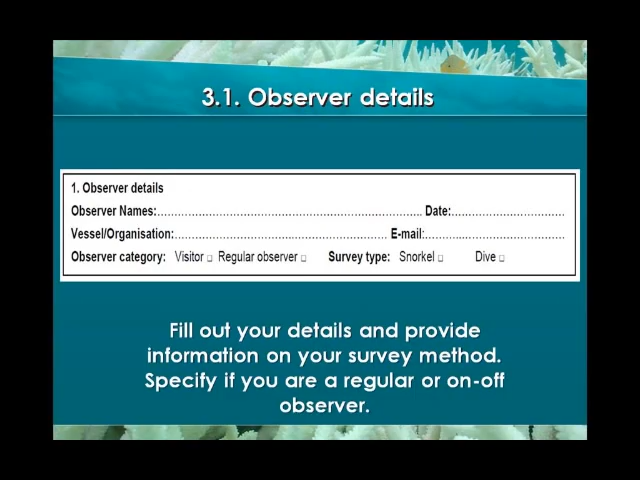 3.1. Observer details
1. Observer details
Observer Names:.............................................................................. Date:.................................
Vessel/Organisation:............................................................... E-mail:.........................................
Observer category: Visitor □ Regular observer □ Survey type: Snorkel □ Dive □
Fill out your details and provide
information on your survey method.
Specify if you are a regular or on-off
observer.